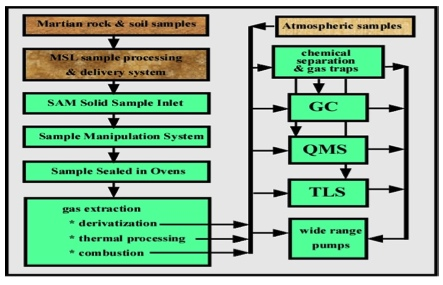 Martian rock & soil samples
MSL sample processing
& delivery system
SAM Solid Sample Inlet
Sample Manipulation System
Sample Sealed in Ovens
gas extraction
* derivatization
* thermal processing
* combustion
Atmospheric samples
chemical
separation
& gas traps
GC
QMS
TLS
wide range
pumps